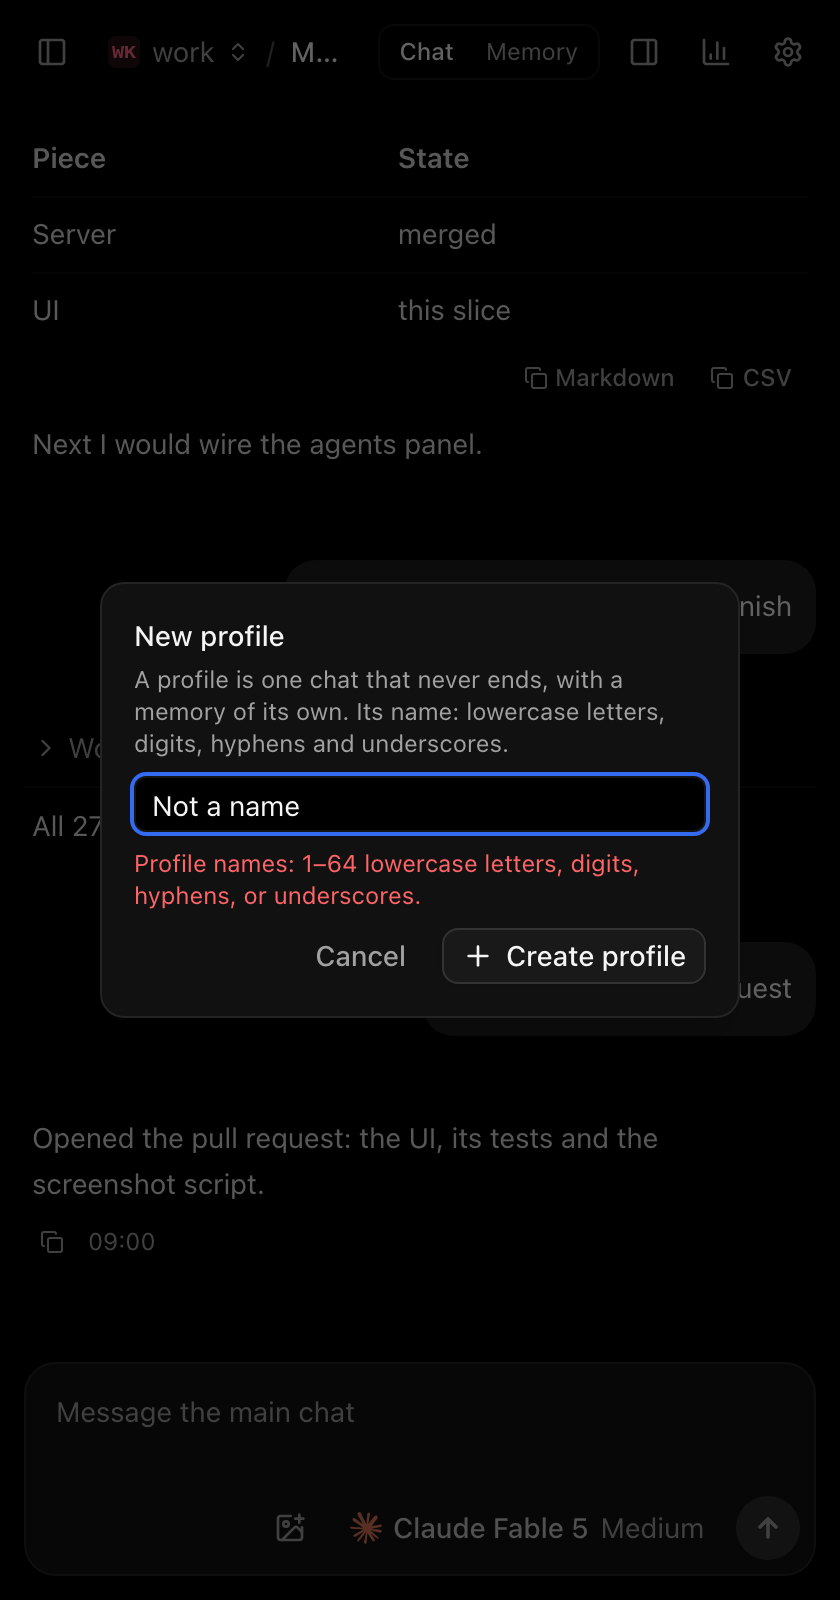 WK work / M... Chat Memory
Piece State
Server merged
UI this slice
Markdown CSV
Next I would wire the agents panel.
nish
New profile
A profile is one chat that never ends, with a
memory of its own. Its name: lowercase letters,
digits, hyphens and underscores.
Not a name
Profile names: 1–64 lowercase letters, digits,
hyphens, or underscores.
Cancel Create profile
All 27
uest
Opened the pull request: the UI, its tests and the
screenshot script.
09:00
Message the main chat
Claude Fable 5 Medium